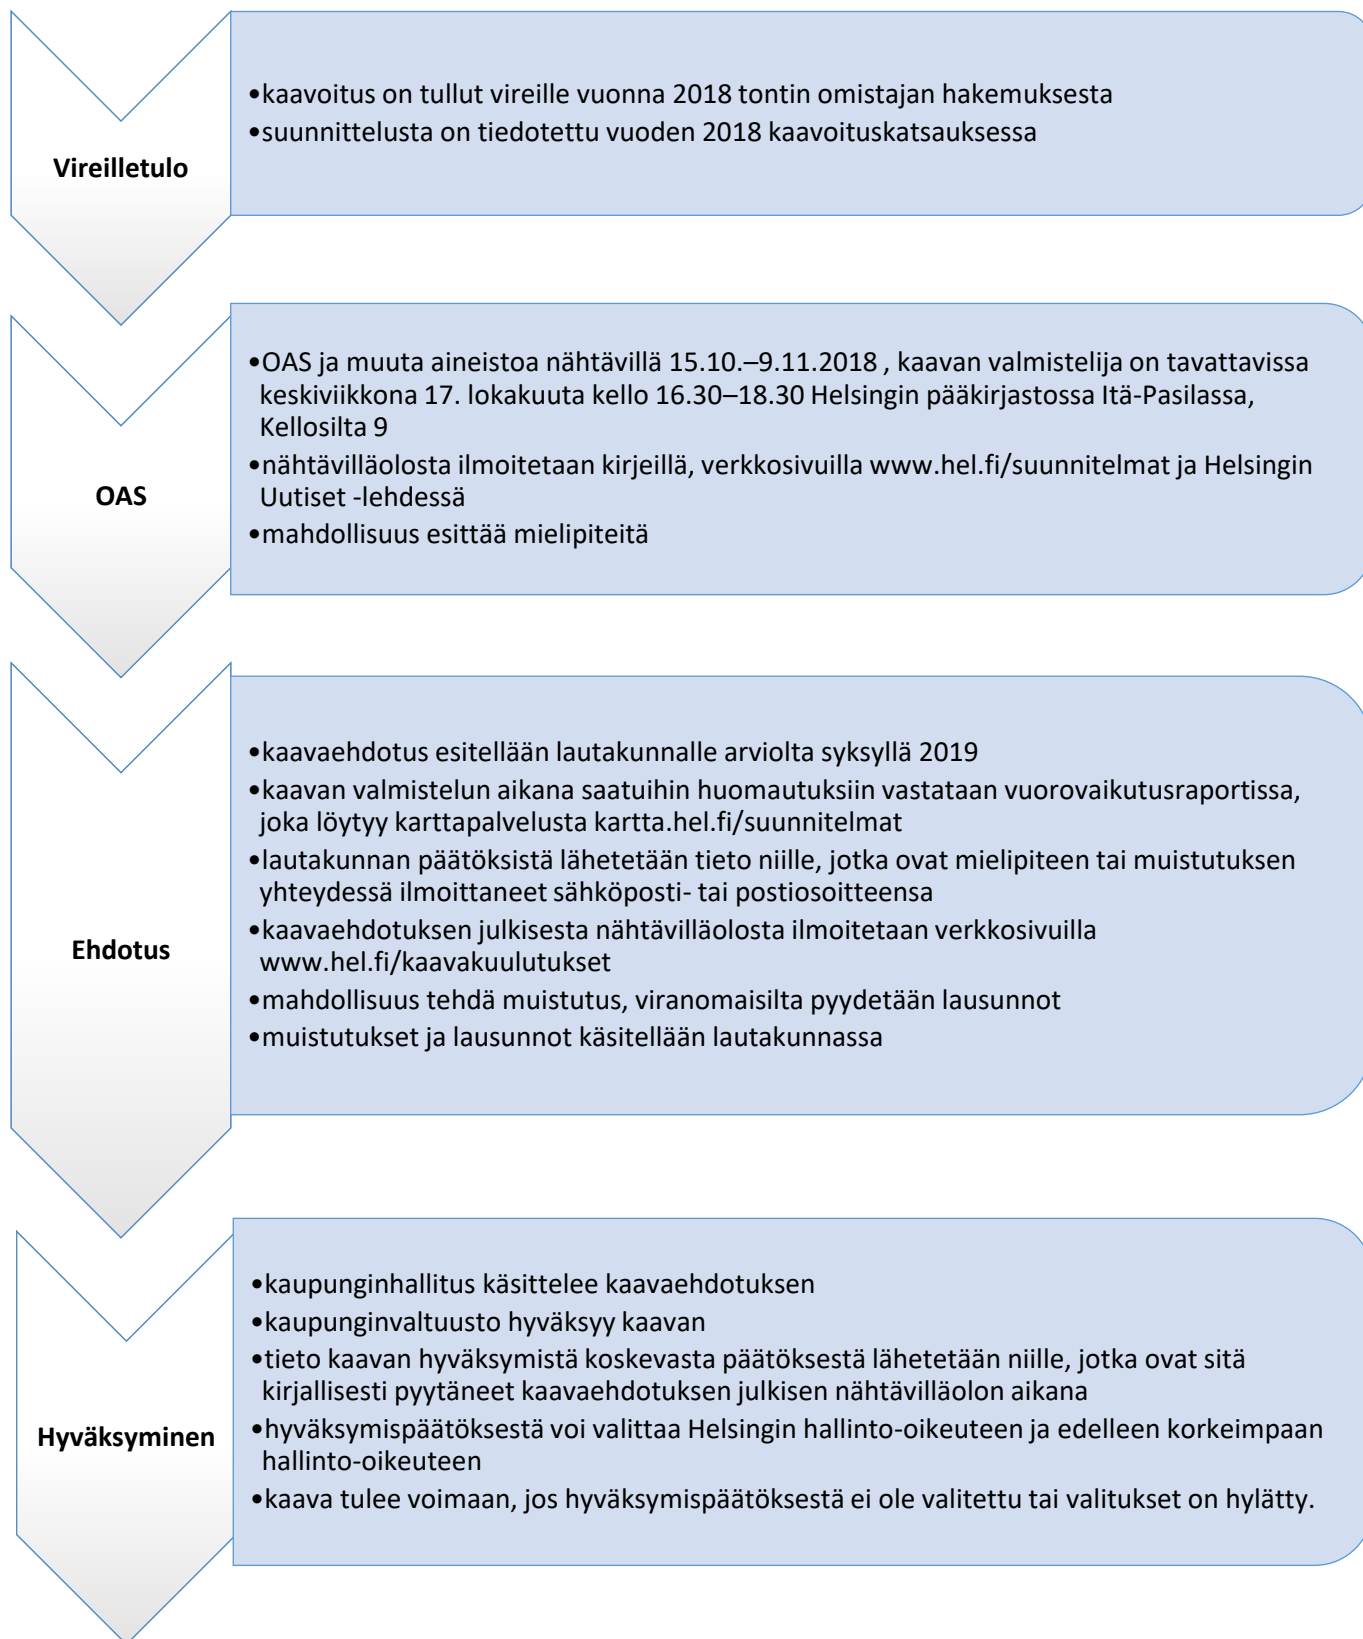 Vireilletulo
•kaavoitus on tullut vireille vuonna 2018 tontin omistajan hakemuksesta
•suunnittelusta on tiedotettu vuoden 2018 kaavoituskatsauksessa
OAS
•OAS ja muuta aineistoa nähtävillä 15.10.–9.11.2018 , kaavan valmistelija on tavattavissa
keskiviikkona 17. lokakuuta kello 16.30–18.30 Helsingin pääkirjastossa Itä-Pasilassa,
Kellosilta 9
•nähtävilläolosta ilmoitetaan kirjeillä, verkkosivuilla www.hel.fi/suunnitelmat ja Helsingin
Uutiset -lehdessä
•mahdollisuus esittää mielipiteitä
Ehdotus
•kaavaehdotus esitellään lautakunnalle arviolta syksyllä 2019
•kaavan valmistelun aikana saatuihin huomautuksiin vastataan vuorovaikutusraportissa,
joka löytyy karttapalvelusta kartta.hel.fi/suunnitelmat
•lautakunnan päätöksistä lähetetään tieto niille, jotka ovat mielipiteen tai muistutuksen
yhteydessä ilmoittaneet sähköposti- tai postiosoitteensa
•kaavaehdotuksen julkisesta nähtävilläolosta ilmoitetaan verkkosivuilla
www.hel.fi/kaavakuulutukset
•mahdollisuus tehdä muistutus, viranomaisilta pyydetään lausunnot
•muistutukset ja lausunnot käsitellään lautakunnassa
Hyväksyminen
•kaupunginhallitus käsittelee kaavaehdotuksen
•kaupunginvaltuusto hyväksyy kaavan
•tieto kaavan hyväksymistä koskevasta päätöksestä lähetetään niille, jotka ovat sitä
kirjallisesti pyytäneet kaavaehdotuksen julkisen nähtävilläolon aikana
•hyväksymispäätöksestä voi valittaa Helsingin hallinto-oikeuteen ja edelleen korkeimpaan
hallinto-oikeuteen
•kaava tulee voimaan, jos hyväksymispäätöksestä ei ole valitettu tai valitukset on hylätty.